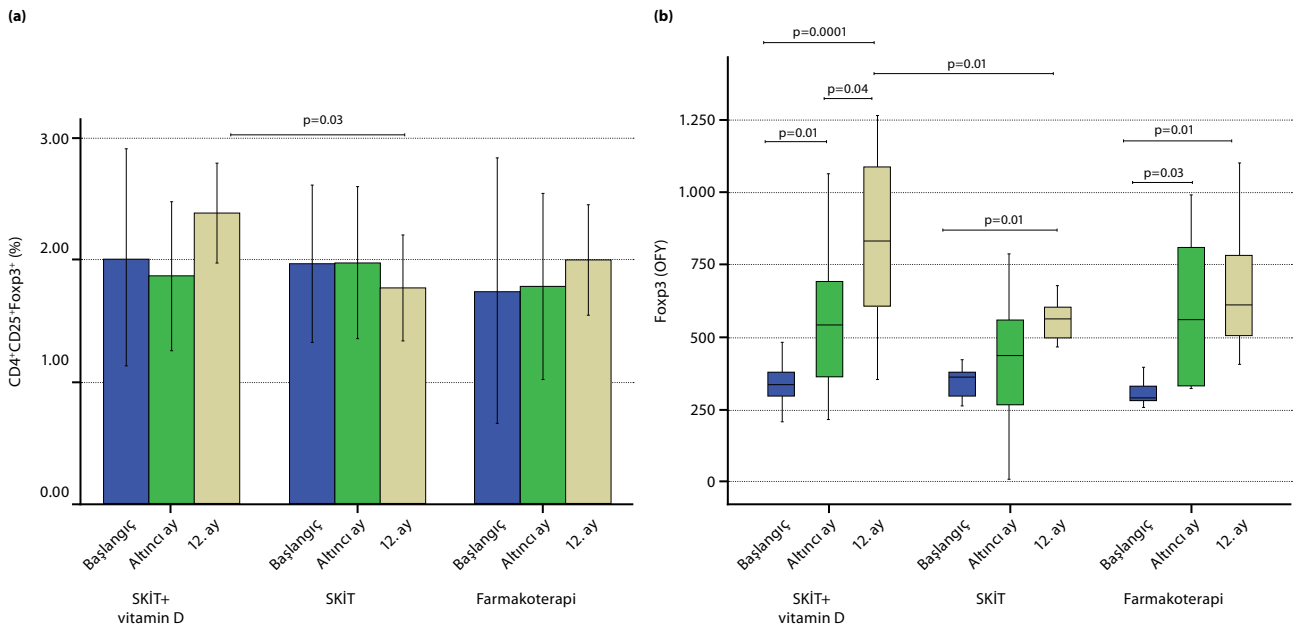 (a)
CD4⁺CD25⁺Foxp3⁺ (%)
3.00
2.00
1.00
0.00
p=0.03
Başlangıç
Altıncı ay
12. ay
Başlangıç
Altıncı ay
12. ay
Başlangıç
Altıncı ay
12. ay
SKİT+
vitamin D
SKİT
Farmakoterapi
(b)
Foxp3 (OFY)
1.250
1.000
750
500
250
0
p=0.0001
p=0.01
p=0.04
p=0.01
p=0.01
p=0.01
p=0.03
Başlangıç
Altıncı ay
12. ay
Başlangıç
Altıncı ay
12. ay
Başlangıç
Altıncı ay
12. ay
SKİT+
vitamin D
SKİT
Farmakoterapi